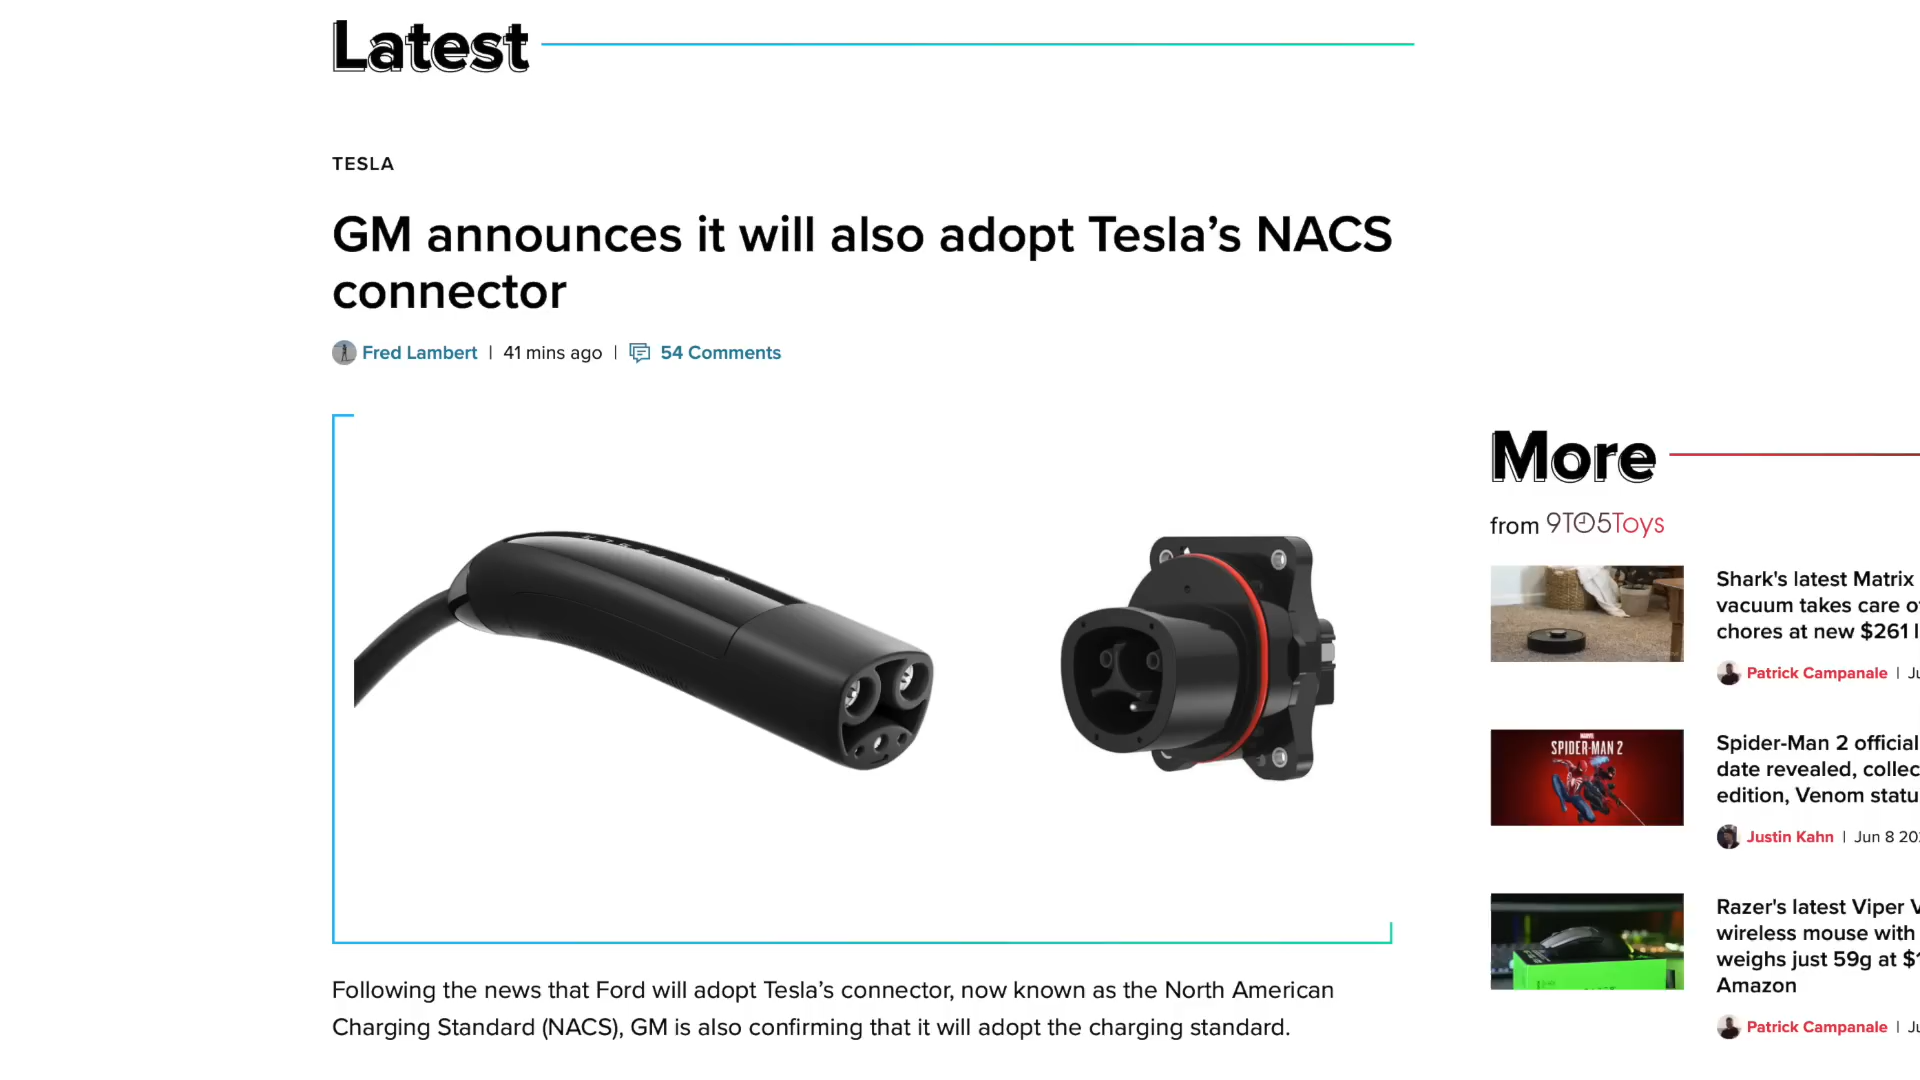 Latest
TESLA
GM announces it will also adopt Tesla’s NACS
connector
Fred Lambert | 41 mins ago | 54 Comments
Following the news that Ford will adopt Tesla’s connector, now known as the North American
Charging Standard (NACS), GM is also confirming that it will adopt the charging standard.
More
from 9TO5Toys
Shark's latest Matrix
vacuum takes care
chores at new $261
Patrick Campanale |
MARVEL
SPIDER-MAN 2
Spider-Man 2 official
date revealed,
edition, Venom
Justin Kahn | Jun 8
Razer's latest Viper V
wireless mouse with
weighs just 59g at
Amazon
Patrick Campanale |